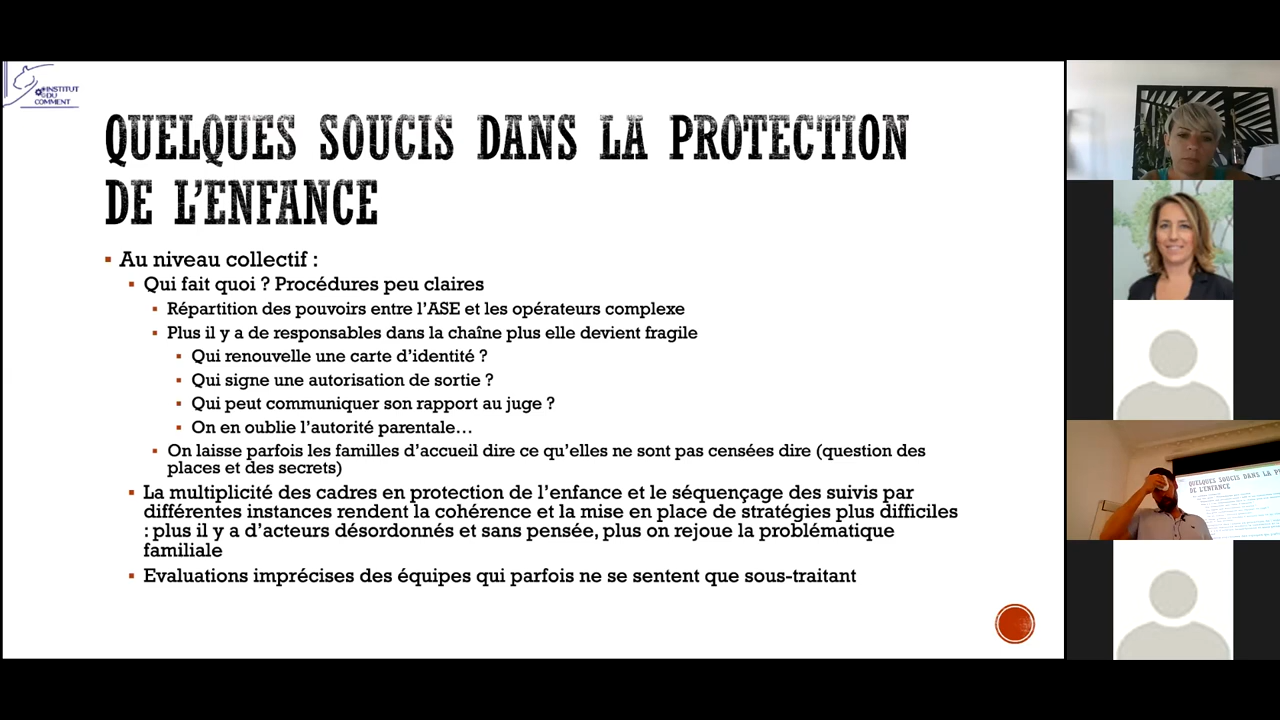 INSTITUT
DU
COMMENT
QUELQUES SOUCIS DANS LA PROTECTION
DE L'ENFANCE
▪ Au niveau collectif :
▪ Qui fait quoi ? Procédures peu claires
▪ Répartition des pouvoirs entre l'ASE et les opérateurs complexe
▪ Plus il y a de responsables dans la chaîne plus elle devient fragile
▪ Qui renouvelle une carte d'identité ?
▪ Qui signe une autorisation de sortie ?
▪ Qui peut communiquer son rapport au juge ?
▪ On en oublie l'autorité parentale…
▪ On laisse parfois les familles d'accueil dire ce qu'elles ne sont pas censées dire (question des
places et des secrets)
▪ La multiplicité des cadres en protection de l'enfance et le séquençage des suivis par
différentes instances rendent la cohérence et la mise en place de stratégies plus difficiles
: plus il y a d'acteurs désordonnés et sans pensée, plus on rejoue la problématique
familiale
▪ Evaluations imprécises des équipes qui parfois ne se sentent que sous-traitant
QUELQUES SOUCIS DANS LA P
DE L'ENFANCE